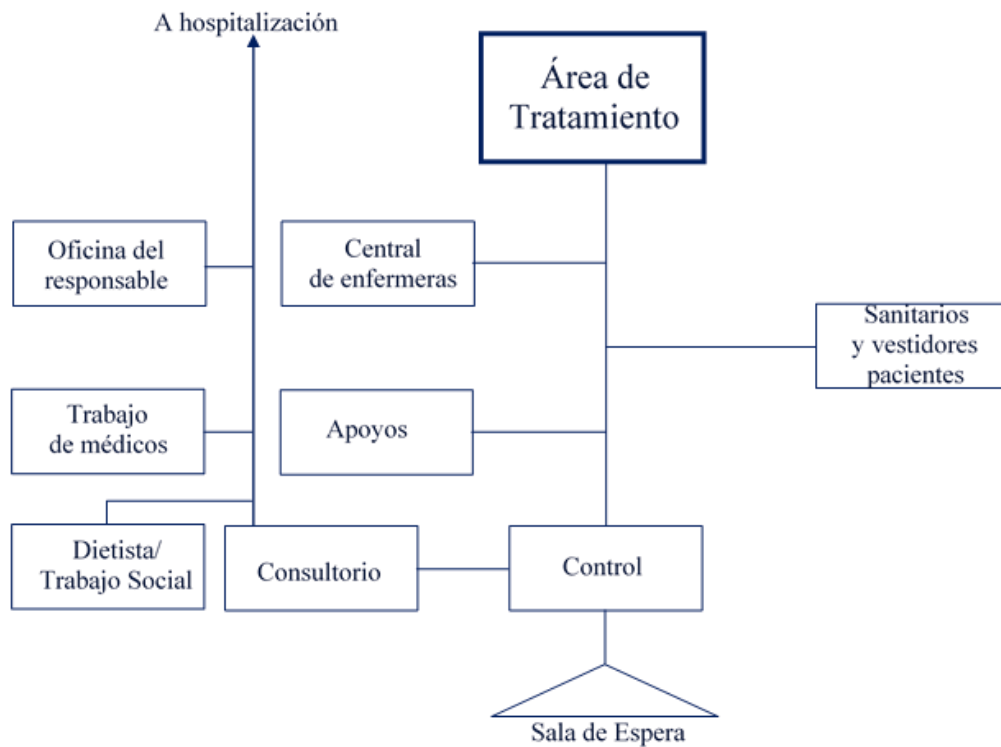 A hospitalización
Área de
Tratamiento
Oficina del
responsable
Central
de enfermeras
Sanitarios
y vestidores
pacientes
Trabajo
de médicos
Apoyos
Dietista/
Trabajo Social
Consultorio
Control
Sala de Espera